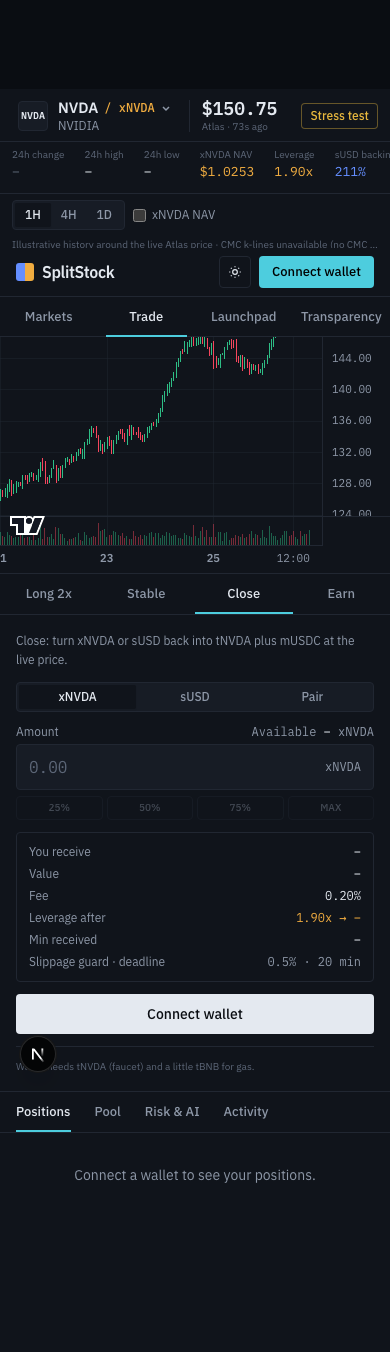 NVDA
NVDA / xNVDA
NVIDIA
$150.75
Atlas · 73s ago
Stress test
24h change
24h high
24h low
xNVDA NAV
Leverage
sUSD backin
–
–
–
$1.0253
1.90x
211%
1H
4H
1D
xNVDA NAV
Illustrative history around the live Atlas price · CMC k-lines unavailable (no CMC ...
SplitStock
Connect wallet
Markets
Trade
Launchpad
Transparency
144.00
140.00
136.00
132.00
128.00
124.00
1
23
25
12:00
Long 2x
Stable
Close
Earn
Close: turn xNVDA or sUSD back into tNVDA plus mUSDC at the
live price.
xNVDA
sUSD
Pair
Amount
Available – xNVDA
0.00
xNVDA
25%
50%
75%
MAX
You receive
–
Value
–
Fee
0.20%
Leverage after
1.90x → –
Min received
–
Slippage guard · deadline
0.5% · 20 min
Connect wallet
N
needs tNVDA (faucet) and a little tBNB for gas.
Positions
Pool
Risk & AI
Activity
Connect a wallet to see your positions.